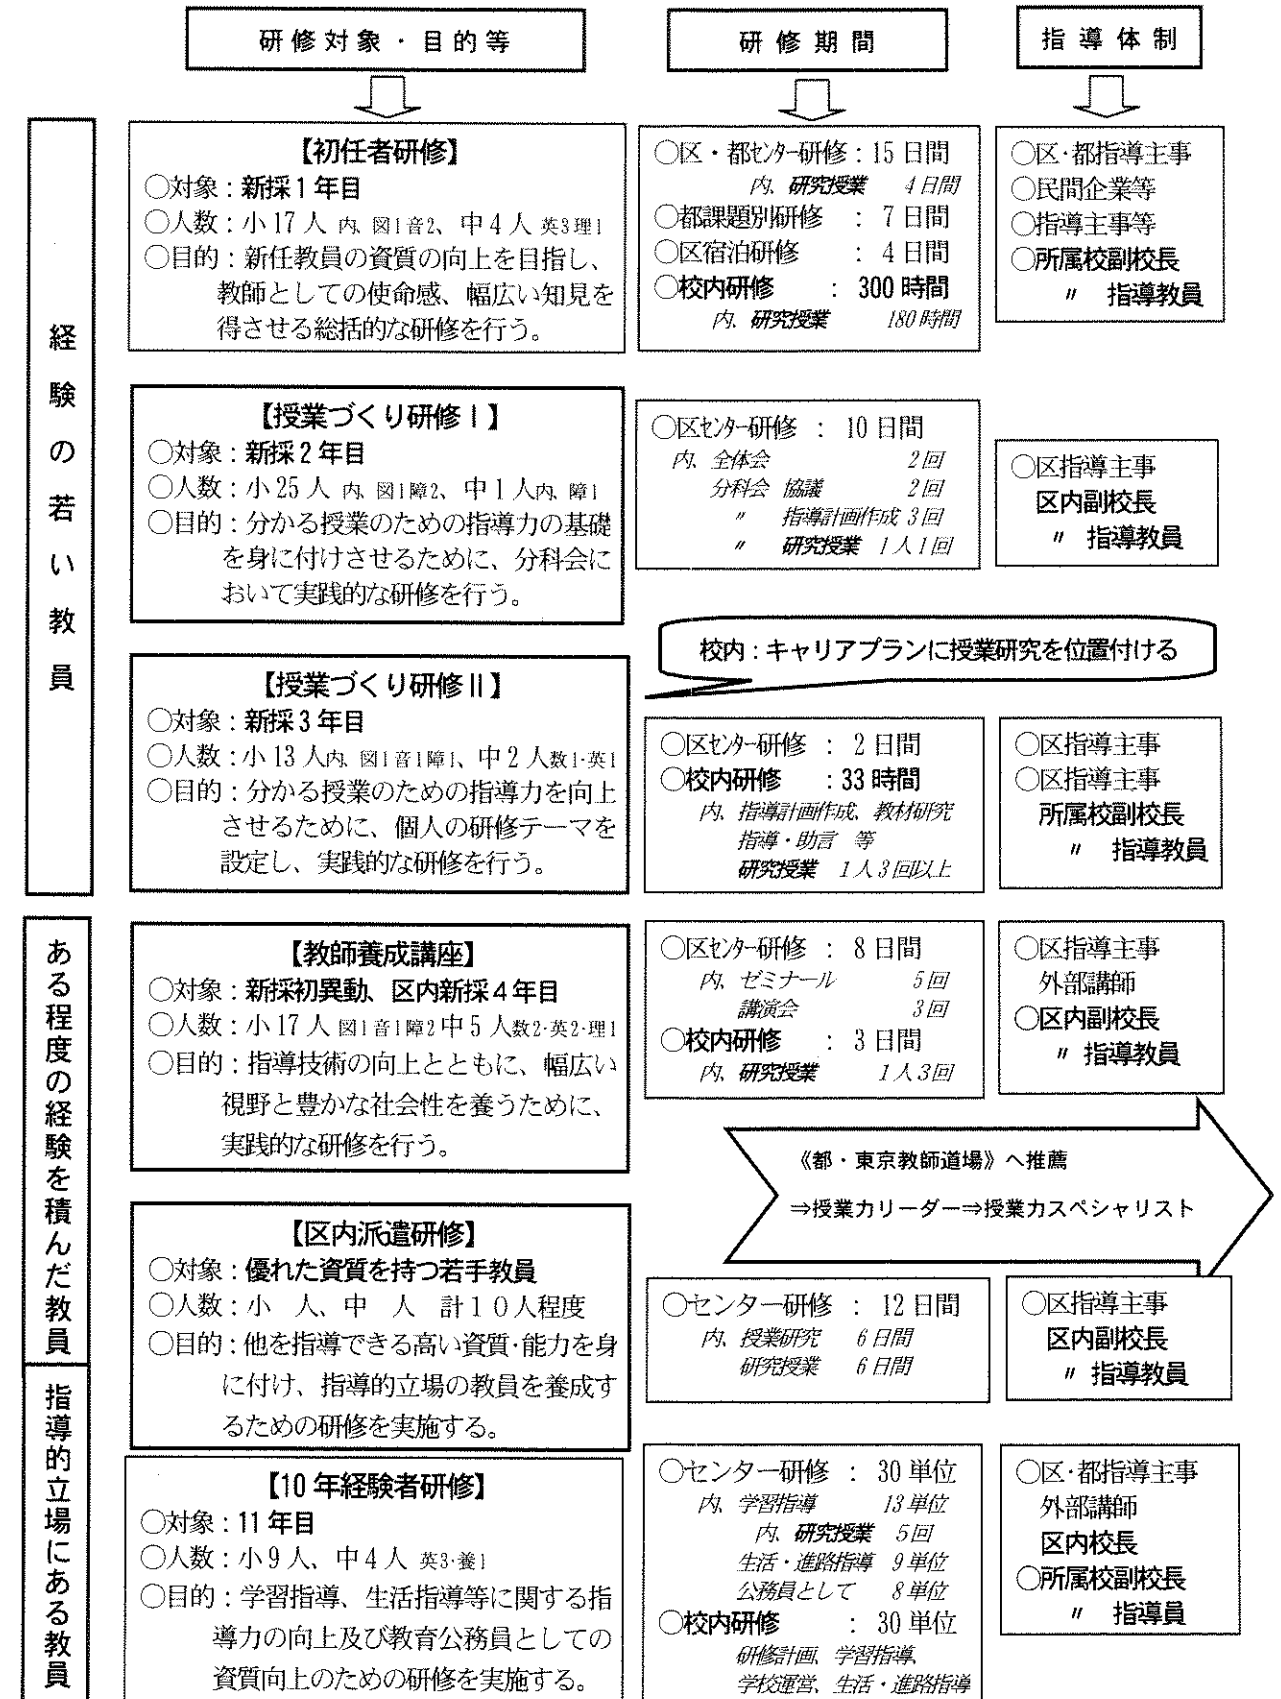 研修対象・目的等
研修期間
指導体制
経験の若い教員
【初任者研修】
○対象：新採1年目
○人数：小17人 内、図1音2、中4人 英3理1
○目的：新任教員の資質の向上を目指し、
教師としての使命感、幅広い知見を
得させる総括的な研修を行う。
○区・都センター研修：15日間
内、研究授業 4日間
○都課題別研修 ：7日間
○区宿泊研修 ：4日間
○校内研修 ：300時間
内、研究授業 180時間
○区・都指導主事
○民間企業等
○指導主事等
○所属校副校長
〃 指導教員
【授業づくり研修Ⅰ】
○対象：新採2年目
○人数：小25人 内、図1障2、中1人内、障1
○目的：分かる授業のための指導力の基礎
を身に付けさせるために、分科会に
おいて実践的な研修を行う。
○区センター研修 ：10日間
内、全体会 2回
分科会 協議 2回
〃 指導計画作成 3回
〃 研究授業 1人1回
○区指導主事
区内副校長
〃 指導教員
校内：キャリアプランに授業研究を位置付ける
【授業づくり研修Ⅱ】
○対象：新採3年目
○人数：小13人内、図1音1障1、中2人数1・英1
○目的：分かる授業のための指導力を向上
させるために、個人の研修テーマを
設定し、実践的な研修を行う。
○区センター研修 ：2日間
○校内研修 ：33時間
内、指導計画作成、教材研究
指導・助言 等
研究授業 1人3回以上
○区指導主事
○区指導主事
所属校副校長
〃 指導教員
ある程度の経験を積んだ教員
【教師養成講座】
○対象：新採初異動、区内新採4年目
○人数：小17人 図1音1障2 中5人数2・英2・理1
○目的：指導技術の向上とともに、幅広い
視野と豊かな社会性を養うために、
実践的な研修を行う。
○区センター研修 ：8日間
内、ゼミナール 5回
講演会 3回
○校内研修 ：3日間
内、研究授業 1人3回
○区指導主事
外部講師
○区内副校長
〃 指導教員
《都・東京教師道場》へ推薦
⇒授業力リーダー⇒授業力スペシャリスト
【区内派遣研修】
○対象：優れた資質を持つ若手教員
○人数：小 人、中 人 計10人程度
○目的：他を指導できる高い資質・能力を身
に付け、指導的立場の教員を養成す
るための研修を実施する。
○センター研修 ：12日間
内、授業研究 6日間
研究授業 6日間
○区指導主事
区内副校長
〃 指導教員
指導的立場にある教員
【10年経験者研修】
○対象：11年目
○人数：小9人、中4人 英3・養1
○目的：学習指導、生活指導等に関する指
導力の向上及び教育公務員としての
資質向上のための研修を実施する。
○センター研修 ：30単位
内、学習指導 13単位
内、研究授業 5回
生活・進路指導 9単位
公務員として 8単位
○校内研修 ：30単位
研修計画、学習指導、
学校運営、生活・進路指導
○区・都指導主事
外部講師
区内校長
○所属校副校長
〃 指導員